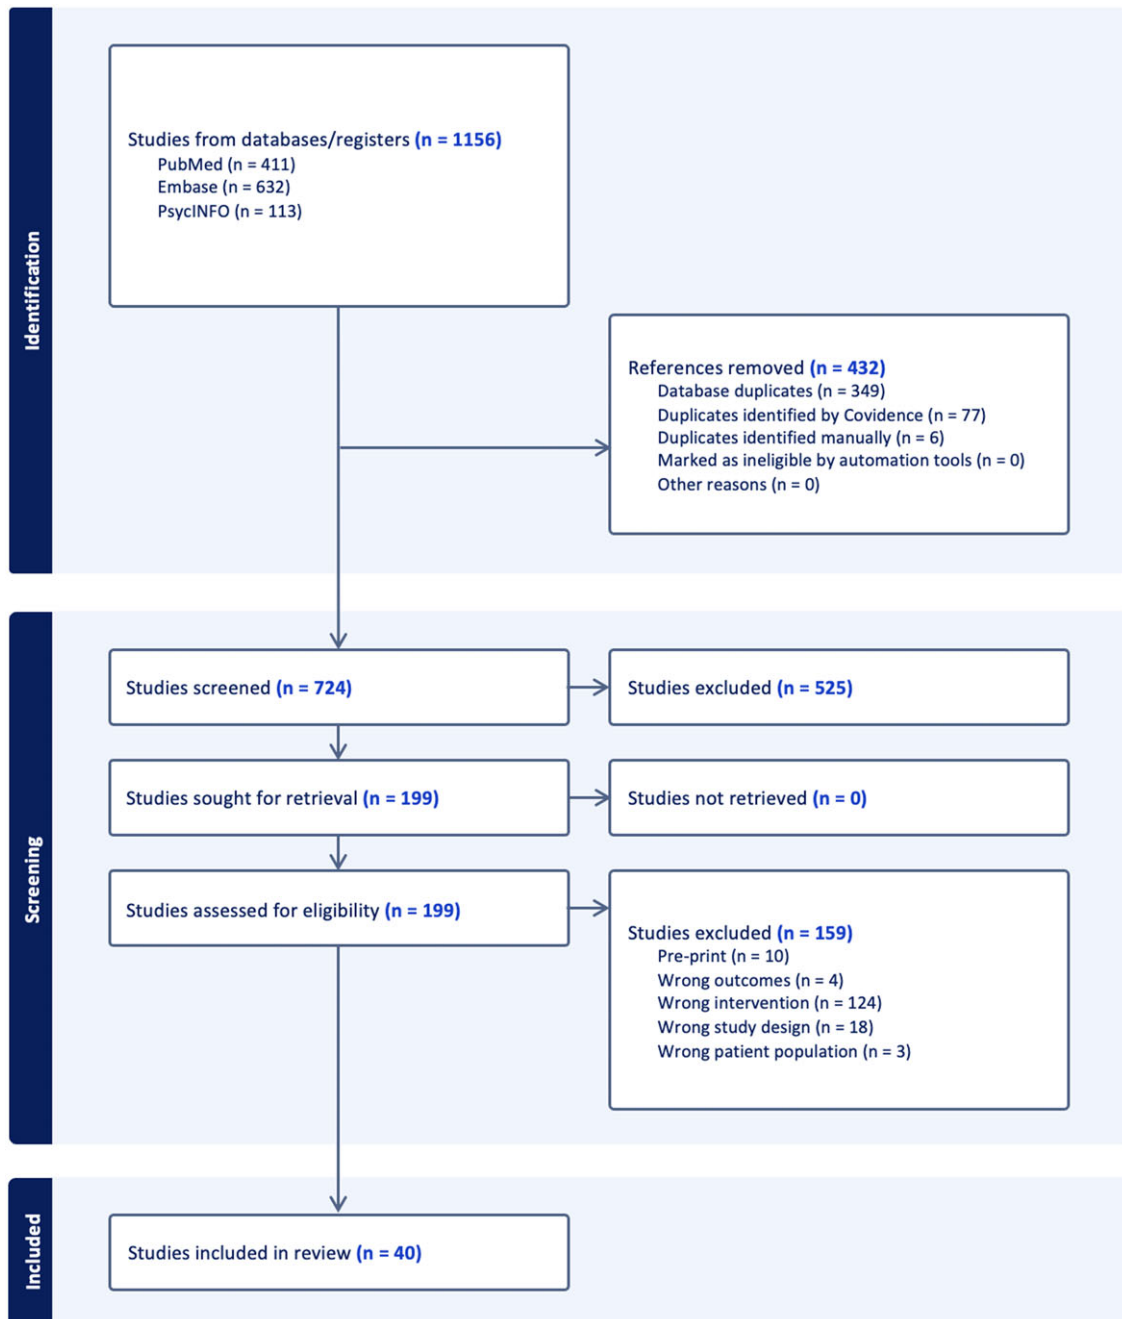 Identification
Studies from databases/registers (n = 1156)
PubMed (n = 411)
Embase (n = 632)
PsycINFO (n = 113)
References removed (n = 432)
Database duplicates (n = 349)
Duplicates identified by Covidence (n = 77)
Duplicates identified manually (n = 6)
Marked as ineligible by automation tools (n = 0)
Other reasons (n = 0)
Screening
Studies screened (n = 724)
Studies excluded (n = 525)
Studies sought for retrieval (n = 199)
Studies not retrieved (n = 0)
Studies assessed for eligibility (n = 199)
Studies excluded (n = 159)
Pre-print (n = 10)
Wrong outcomes (n = 4)
Wrong intervention (n = 124)
Wrong study design (n = 18)
Wrong patient population (n = 3)
Included
Studies included in review (n = 40)